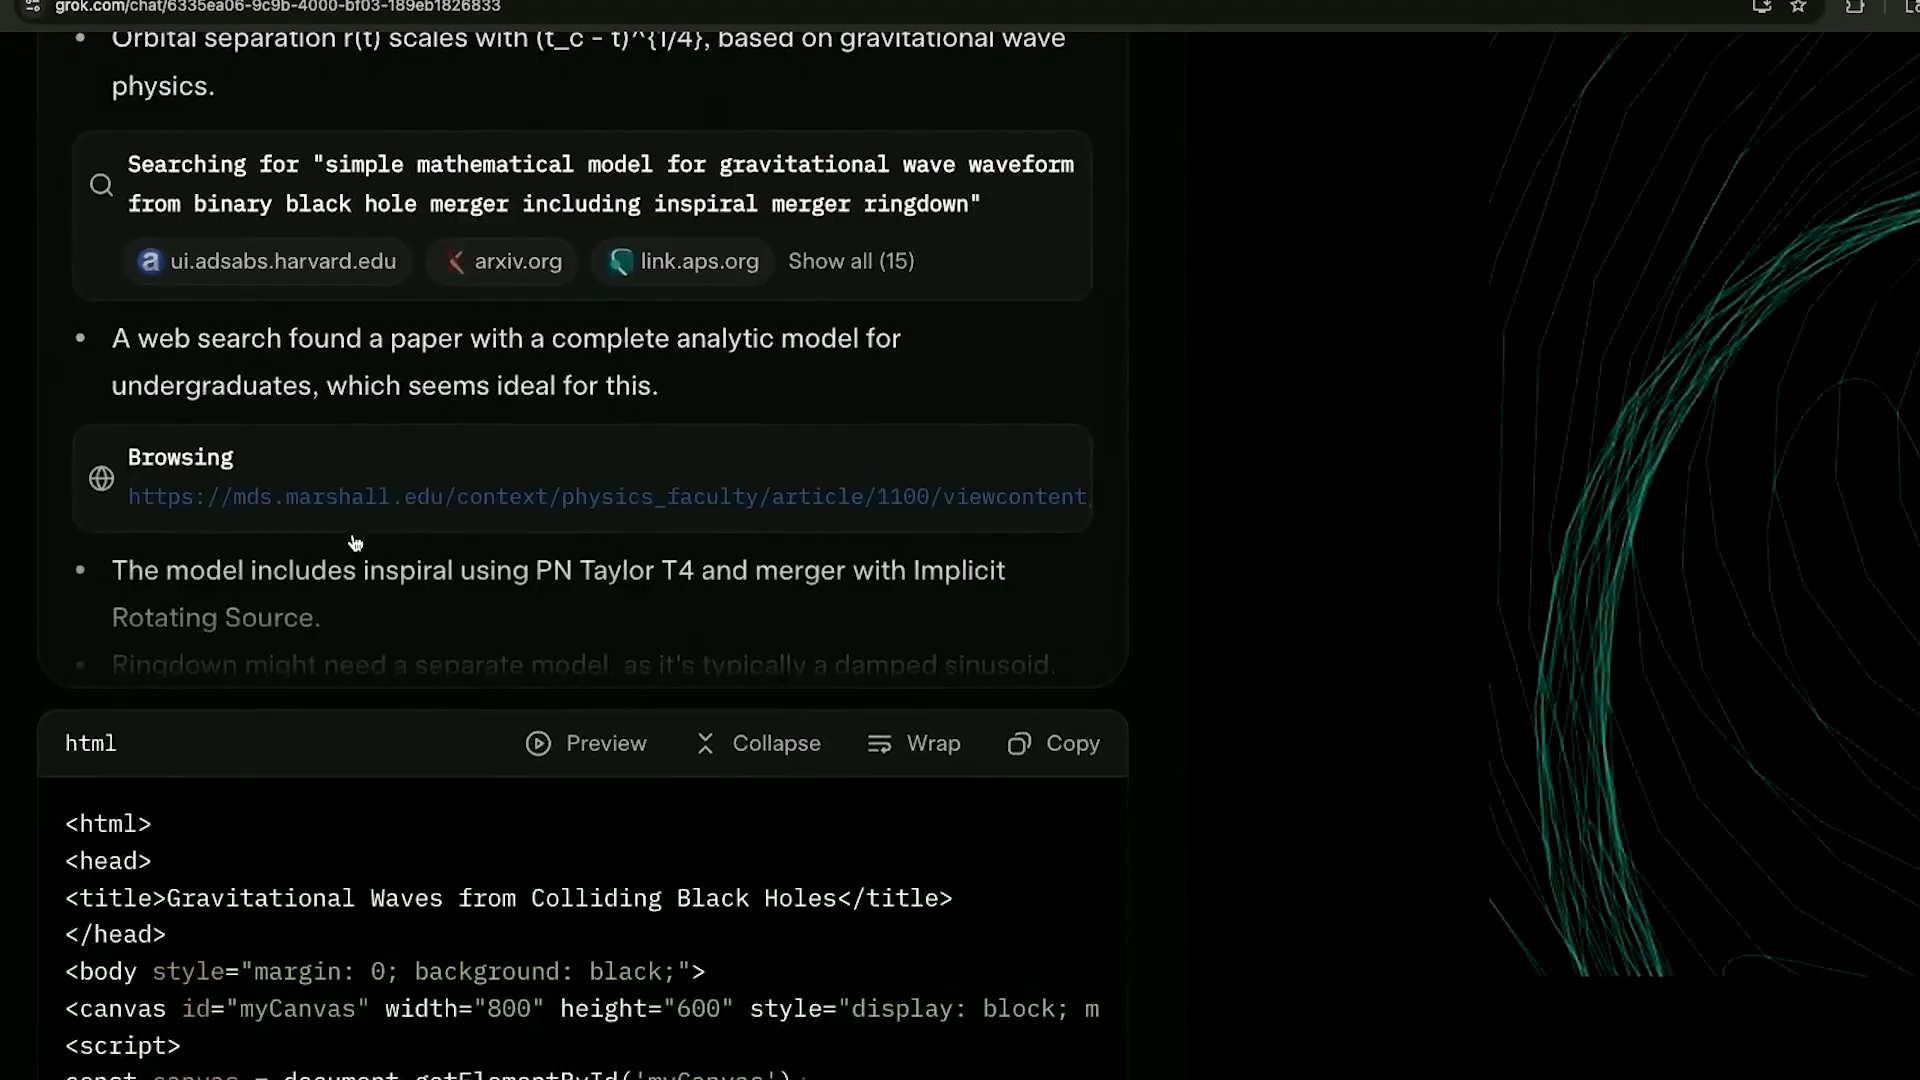 grok.com/chat/6335ea06-9c9b-4000-bf03-189eb1826833
• Orbital separation r(t) scales with (t_c - t)^{1/4}, based on gravitational wave
physics.
Searching for "simple mathematical model for gravitational wave waveform
from binary black hole merger including inspiral merger ringdown"
ui.adsabs.harvard.edu arxiv.org link.aps.org Show all (15)
• A web search found a paper with a complete analytic model for
undergraduates, which seems ideal for this.
Browsing
https://mds.marshall.edu/context/physics_faculty/article/1100/viewcontent
• The model includes inspiral using PN Taylor T4 and merger with Implicit
Rotating Source.
• Ringdown might need a separate model, as it's typically a damped sinusoid.
html Preview Collapse Wrap Copy
<html>
<head>
<title>Gravitational Waves from Colliding Black Holes</title>
</head>
<body style="margin: 0; background: black;">
<canvas id="myCanvas" width="800" height="600" style="display: block; m
<script>
const canvas = document.getElementById('myCanvas');